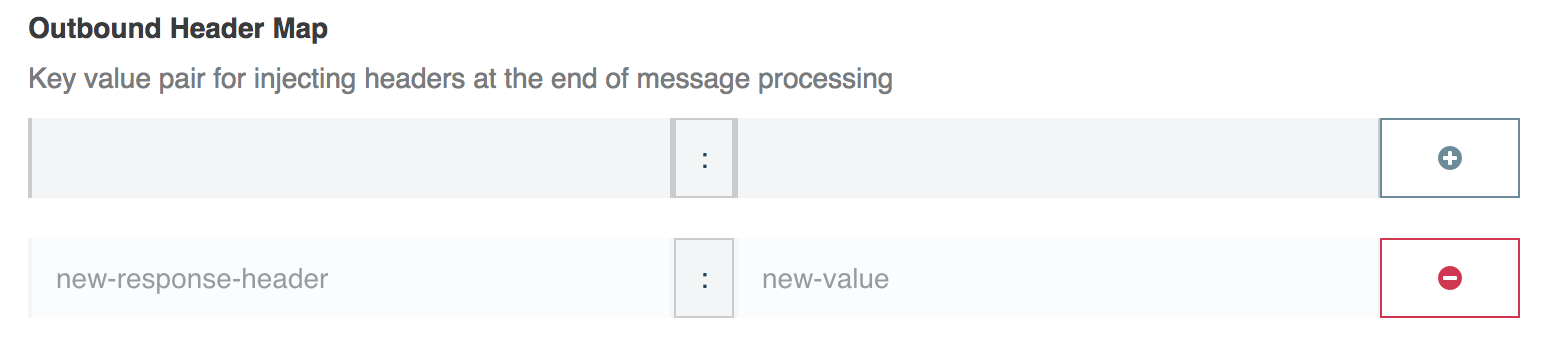 Outbound Header Map
Key value pair for injecting headers at the end of message processing
:
new-response-header : new-value